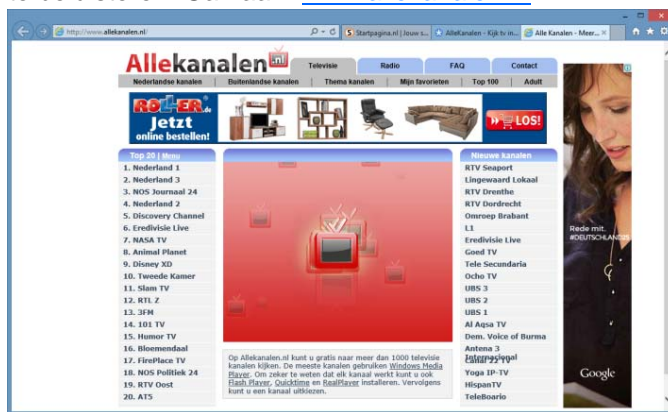 http://www.allekanalen.nl/
Startpagina.nl | Jouw s...
AlleKanalen - Kijk tv in...
Alle Kanalen - Meer...
Allekanalen.nl
Televisie
Radio
FAQ
Contact
Nederlandse kanalen
Buitenlandse kanalen
Thema kanalen
Mijn favorieten
Top 100
Adult
ROLLER.de
Jetzt
online bestellen!
LOS!
Top 20 | Menu
1. Nederland 1
2. Nederland 3
3. NOS Journaal 24
4. Nederland 2
5. Discovery Channel
6. Eredivisie Live
7. NASA TV
8. Animal Planet
9. Disney XD
10. Tweede Kamer
11. Slam TV
12. RTL Z
13. 3FM
14. 101 TV
15. Humor TV
16. Bloemendaal
17. FirePlace TV
18. NOS Politiek 24
19. RTV Oost
20. AT5
Op Allekanalen.nl kunt u gratis naar meer dan 1000 televisie
kanalen kijken. De meeste kanalen gebruiken Windows Media
Player. Om zeker te weten dat elk kanaal werkt kunt u ook
Flash Player, Quicktime en RealPlayer installeren. Vervolgens
kunt u een kanaal uitkiezen.
Nieuwe kanalen
RTV Seaport
Lingewaard Lokaal
RTV Drenthe
RTV Dordrecht
Omroep Brabant
L1
Eredivisie Live
Goed TV
Tele Secundaria
Ocho TV
UBS 3
UBS 2
UBS 1
Al Aqsa TV
Dem. Voice of Burma
Antena 3
Internacional
Canal 22 TV
Yoga IP-TV
HispanTV
TeleBoario
Rede mit.
Google